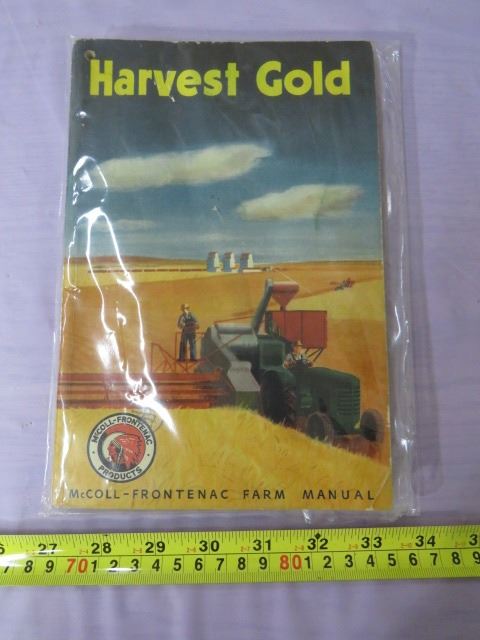 Harvest Gold
McCOLL-FRONTENAC
PRODUCTS
McCOLL-FRONTENAC FARM MANUAL
27 28 29 30 31 32 33 34
7 8 9 70 1 2 3 4 5 6 7 8 9 80 1 2 3 4 5 6 7 8 9